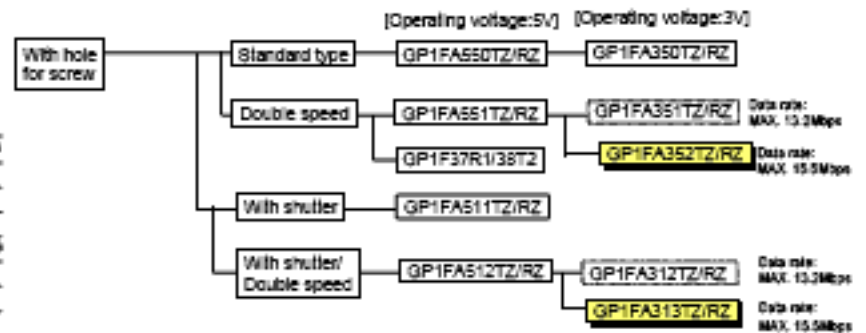 [Operating voltage:5V] [Operating voltage:3V]
With hole
for screw
Standard type
GP1FA550TZ/RZ
GP1FA350TZ/RZ
Double speed
GP1FA551TZ/RZ
GP1FA351TZ/RZ
Data rate:
MAX. 13.2Mbps
GP1F37R1/38T2
GP1FA352TZ/RZ
Data rate:
MAX. 15.5Mbps
With shutter
GP1FA511TZ/RZ
With shutter/
Double speed
GP1FA512TZ/RZ
GP1FA312TZ/RZ
Data rate:
MAX. 13.2Mbps
GP1FA313TZ/RZ
Data rate:
MAX. 15.5Mbps